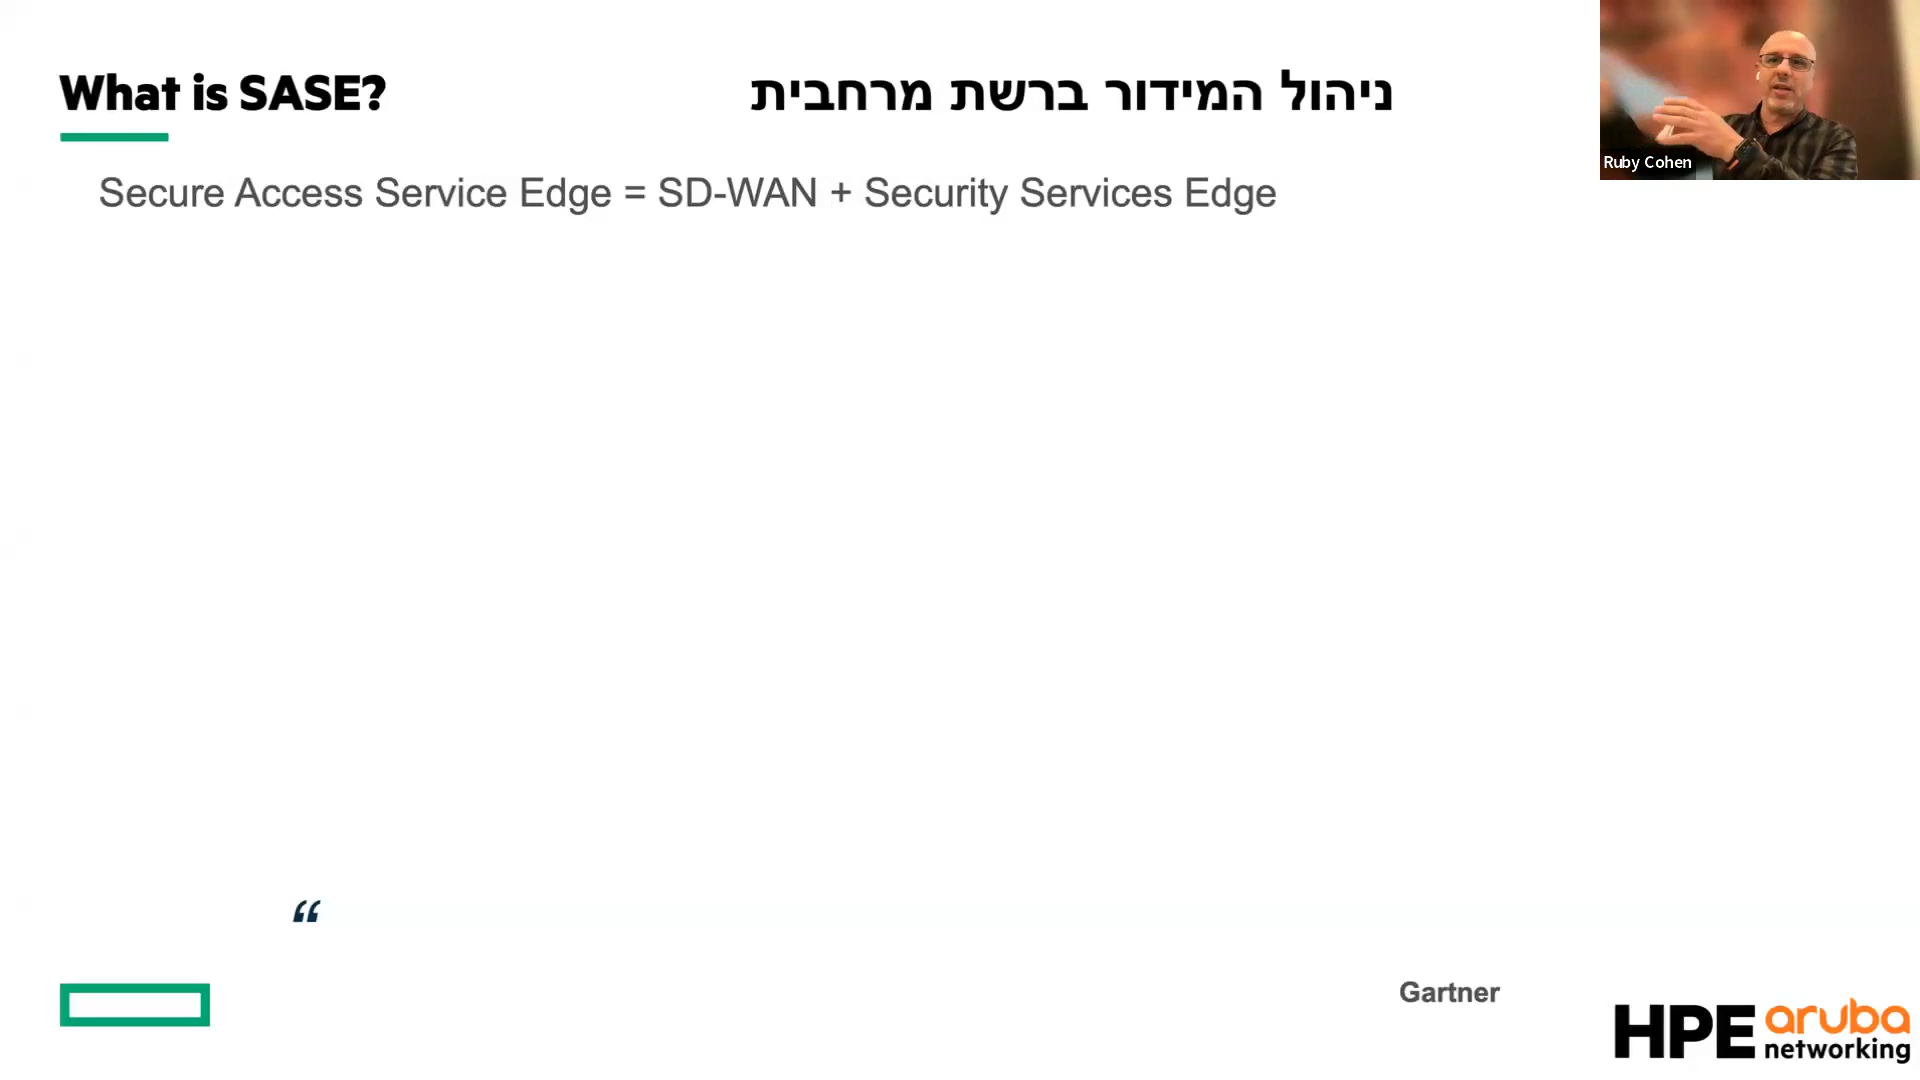 What is SASE?
ניהול המידור ברשת מרחבית
Ruby Cohen
Secure Access Service Edge = SD-WAN + Security Services Edge
“
Gartner
HPE aruba
networking